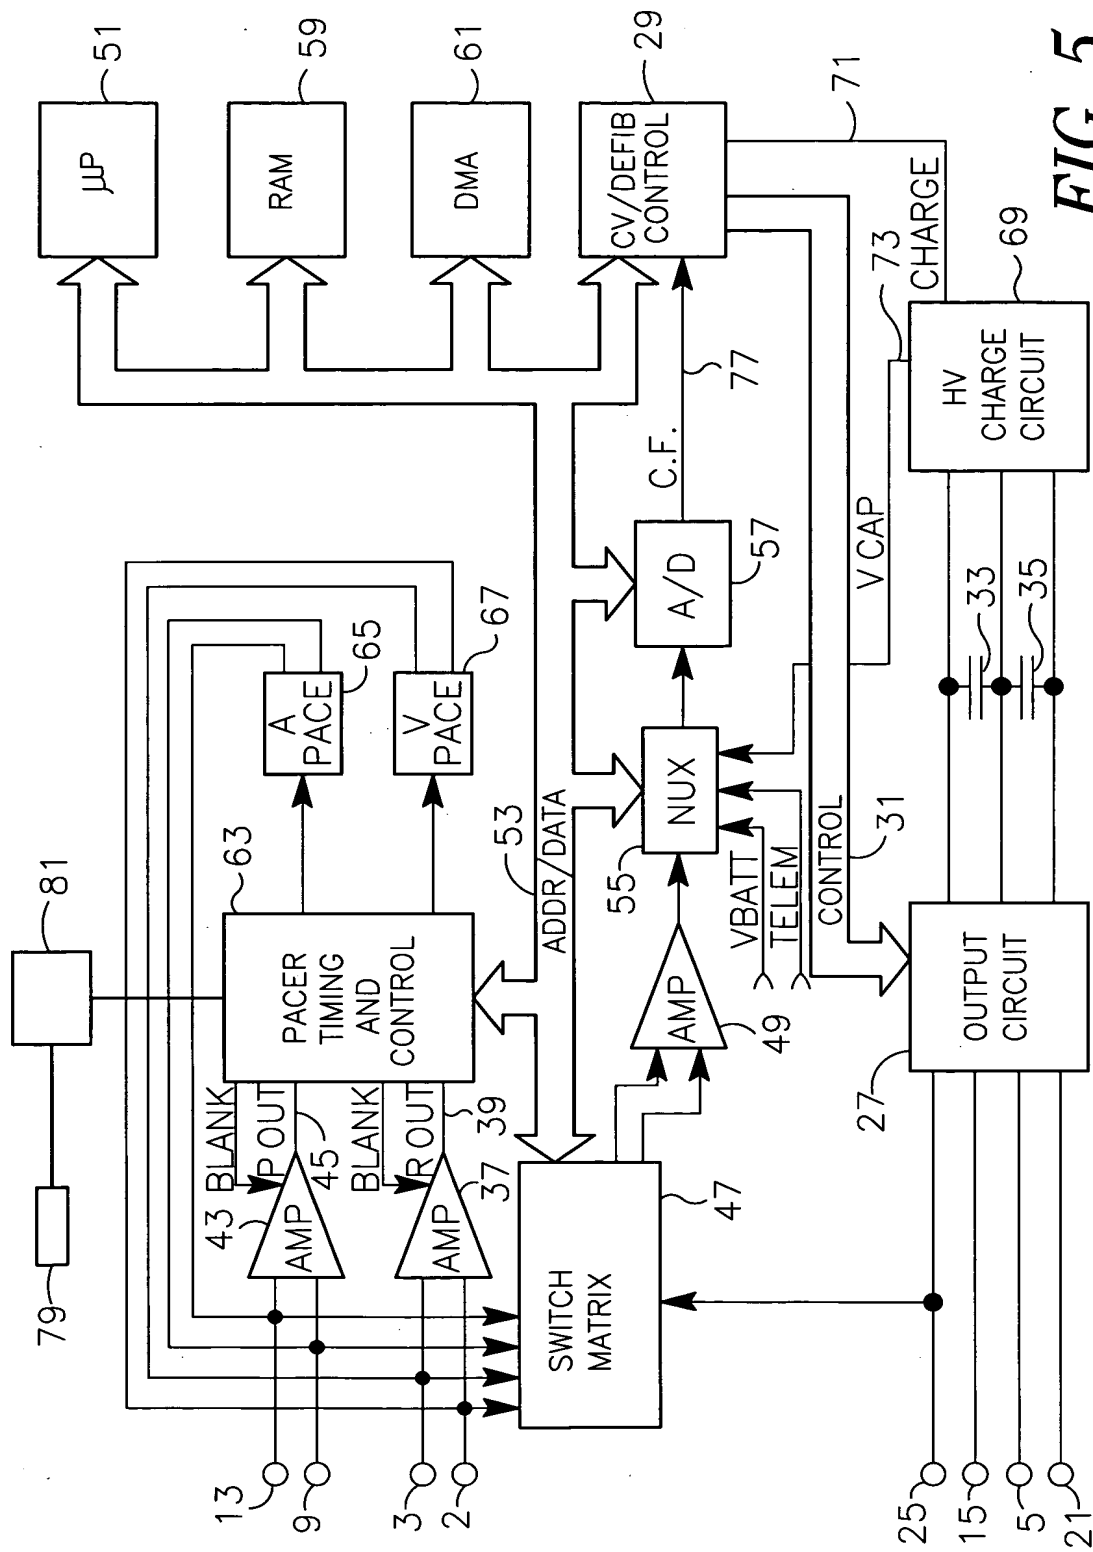 51
59
61
29
μP
RAM
DMA
CV/DEFIB
CONTROL
71
81
79
63
PACER
TIMING
AND
CONTROL
A
PACE
65
V
PACE
67
BLANK
P OUT
43
AMP
45
BLANK
R OUT
39
AMP
37
13
9
3
2
SWITCH
MATRIX
47
53
ADDR/DATA
55
NUX
A/D
57
C.F.
77
AMP
49
VBATT
TELEM
CONTROL
31
VCAP
73
CHARGE
69
HV
CHARGE
CIRCUIT
33
35
OUTPUT
CIRCUIT
27
25
15
5
21
FIG. 5